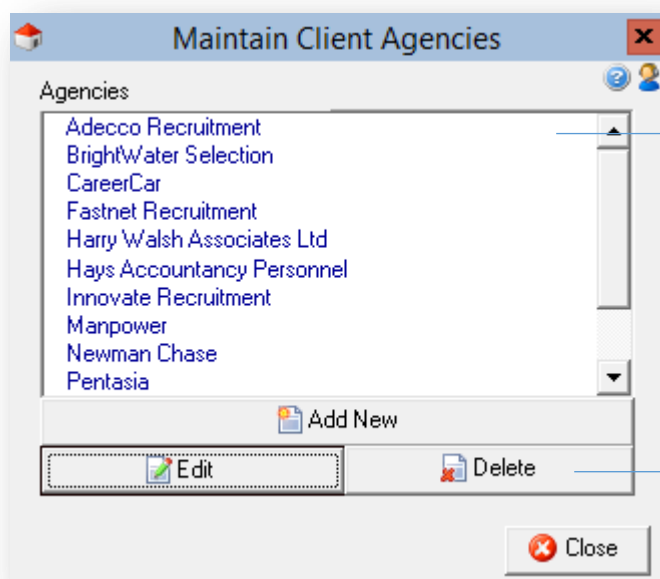 Maintain Client Agencies
Agencies
Adecco Recruitment
BrightWater Selection
CareerCar
Fastnet Recruitment
Harry Walsh Associates Ltd
Hays Accountancy Personnel
Innovate Recruitment
Manpower
Newman Chase
Pentasia
Add New
Edit
Delete
Close